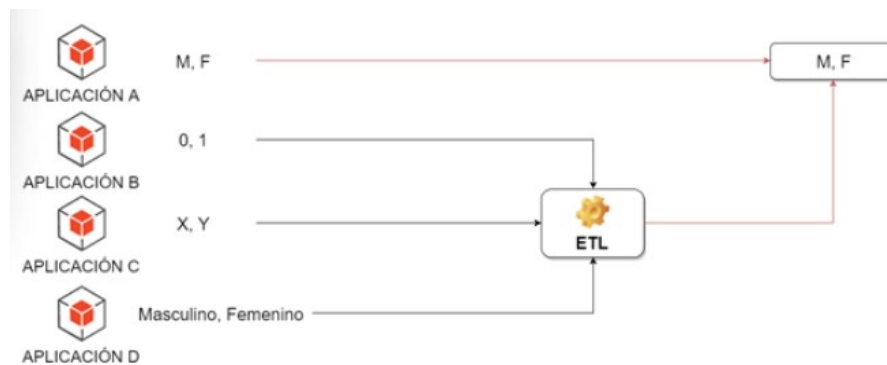 M, F
M, F
APLICACIÓN A
0, 1
APLICACIÓN B
X, Y
ETL
APLICACIÓN C
Masculino, Femenino
APLICACIÓN D